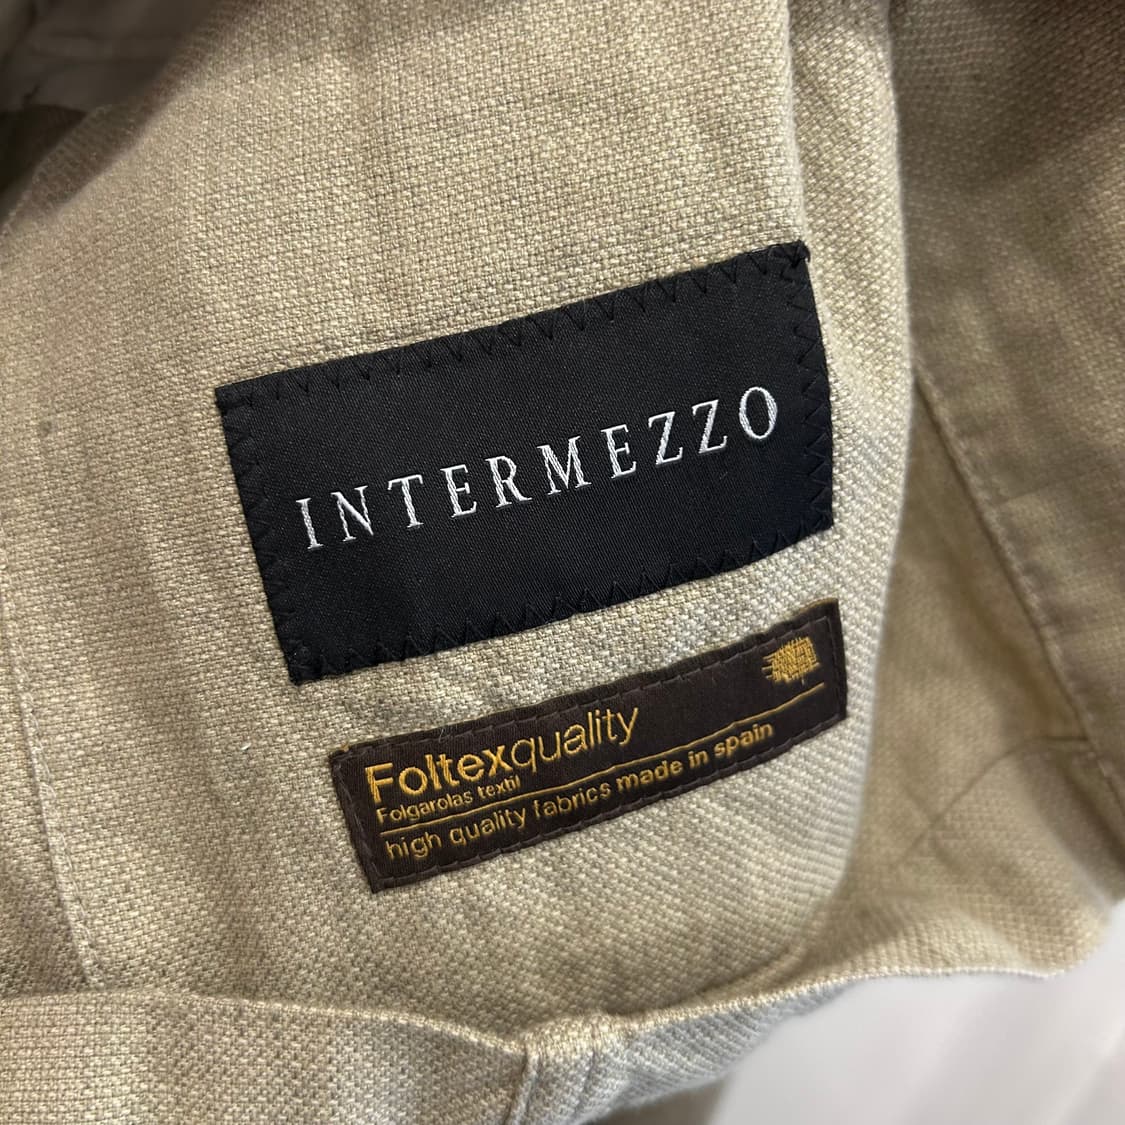 INTERMEZZO
Foltexquality
Folgarolas textil
high quality fabrics made in spain